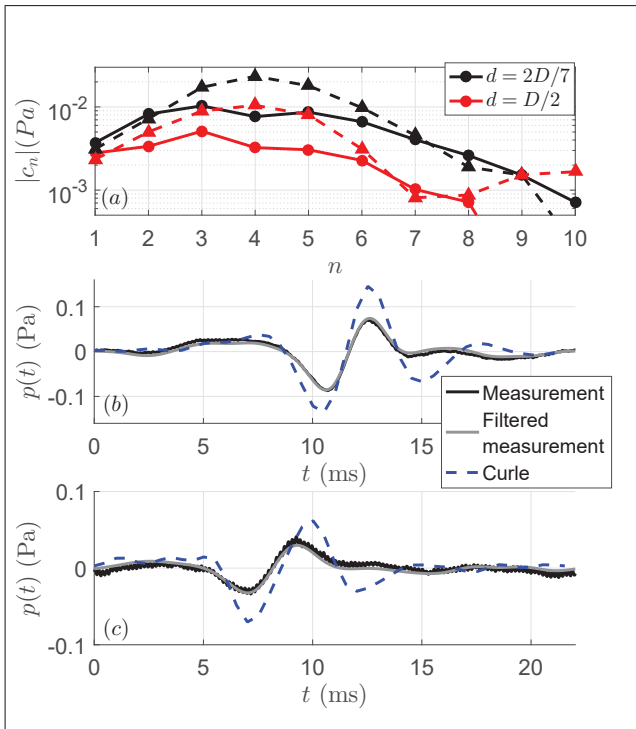 d = 2D/7
d = D/2
10^-2
10^-3
|c_n|(Pa)
(a)
1 2 3 4 5 6 7 8 9 10
n
0.1
0
-0.1
p(t) (Pa)
(b)
0 5 10 15
t (ms)
Measurement
Filtered
measurement
Curle
0.1
0
-0.1
p(t) (Pa)
(c)
0 5 10 15 20
t (ms)